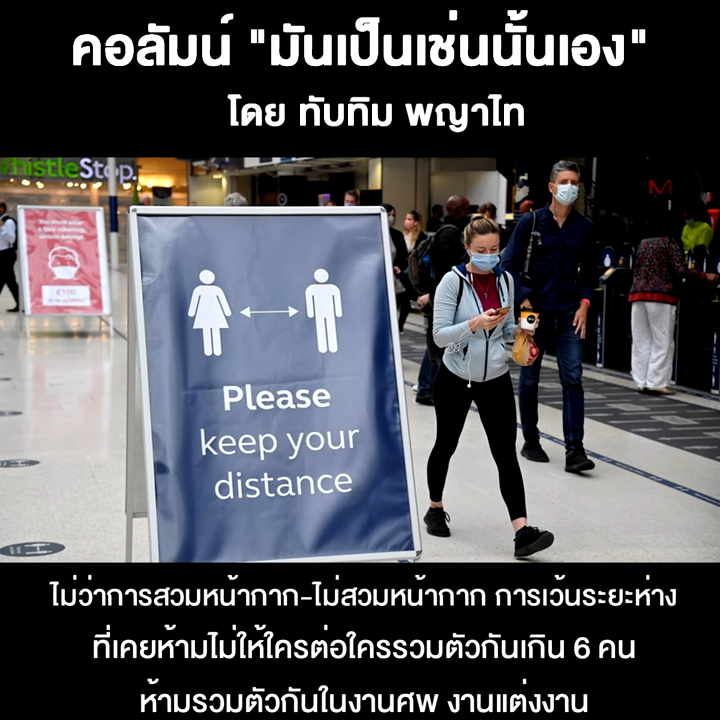 คอลัมน์ "มันเป็นเช่นนั้นเอง"
โดย ทับทิม พญาไท
histleStop.
£100
Please
keep your
distance
M
ไม่ว่าการสวมหน้ากาก-ไม่สวมหน้ากาก การเว้นระยะห่าง
ที่เคยห้ามไม่ให้ใครต่อใครรวมตัวกันเกิน 6 คน
ห้ามรวมตัวกันในงานศพ งานแต่งงาน